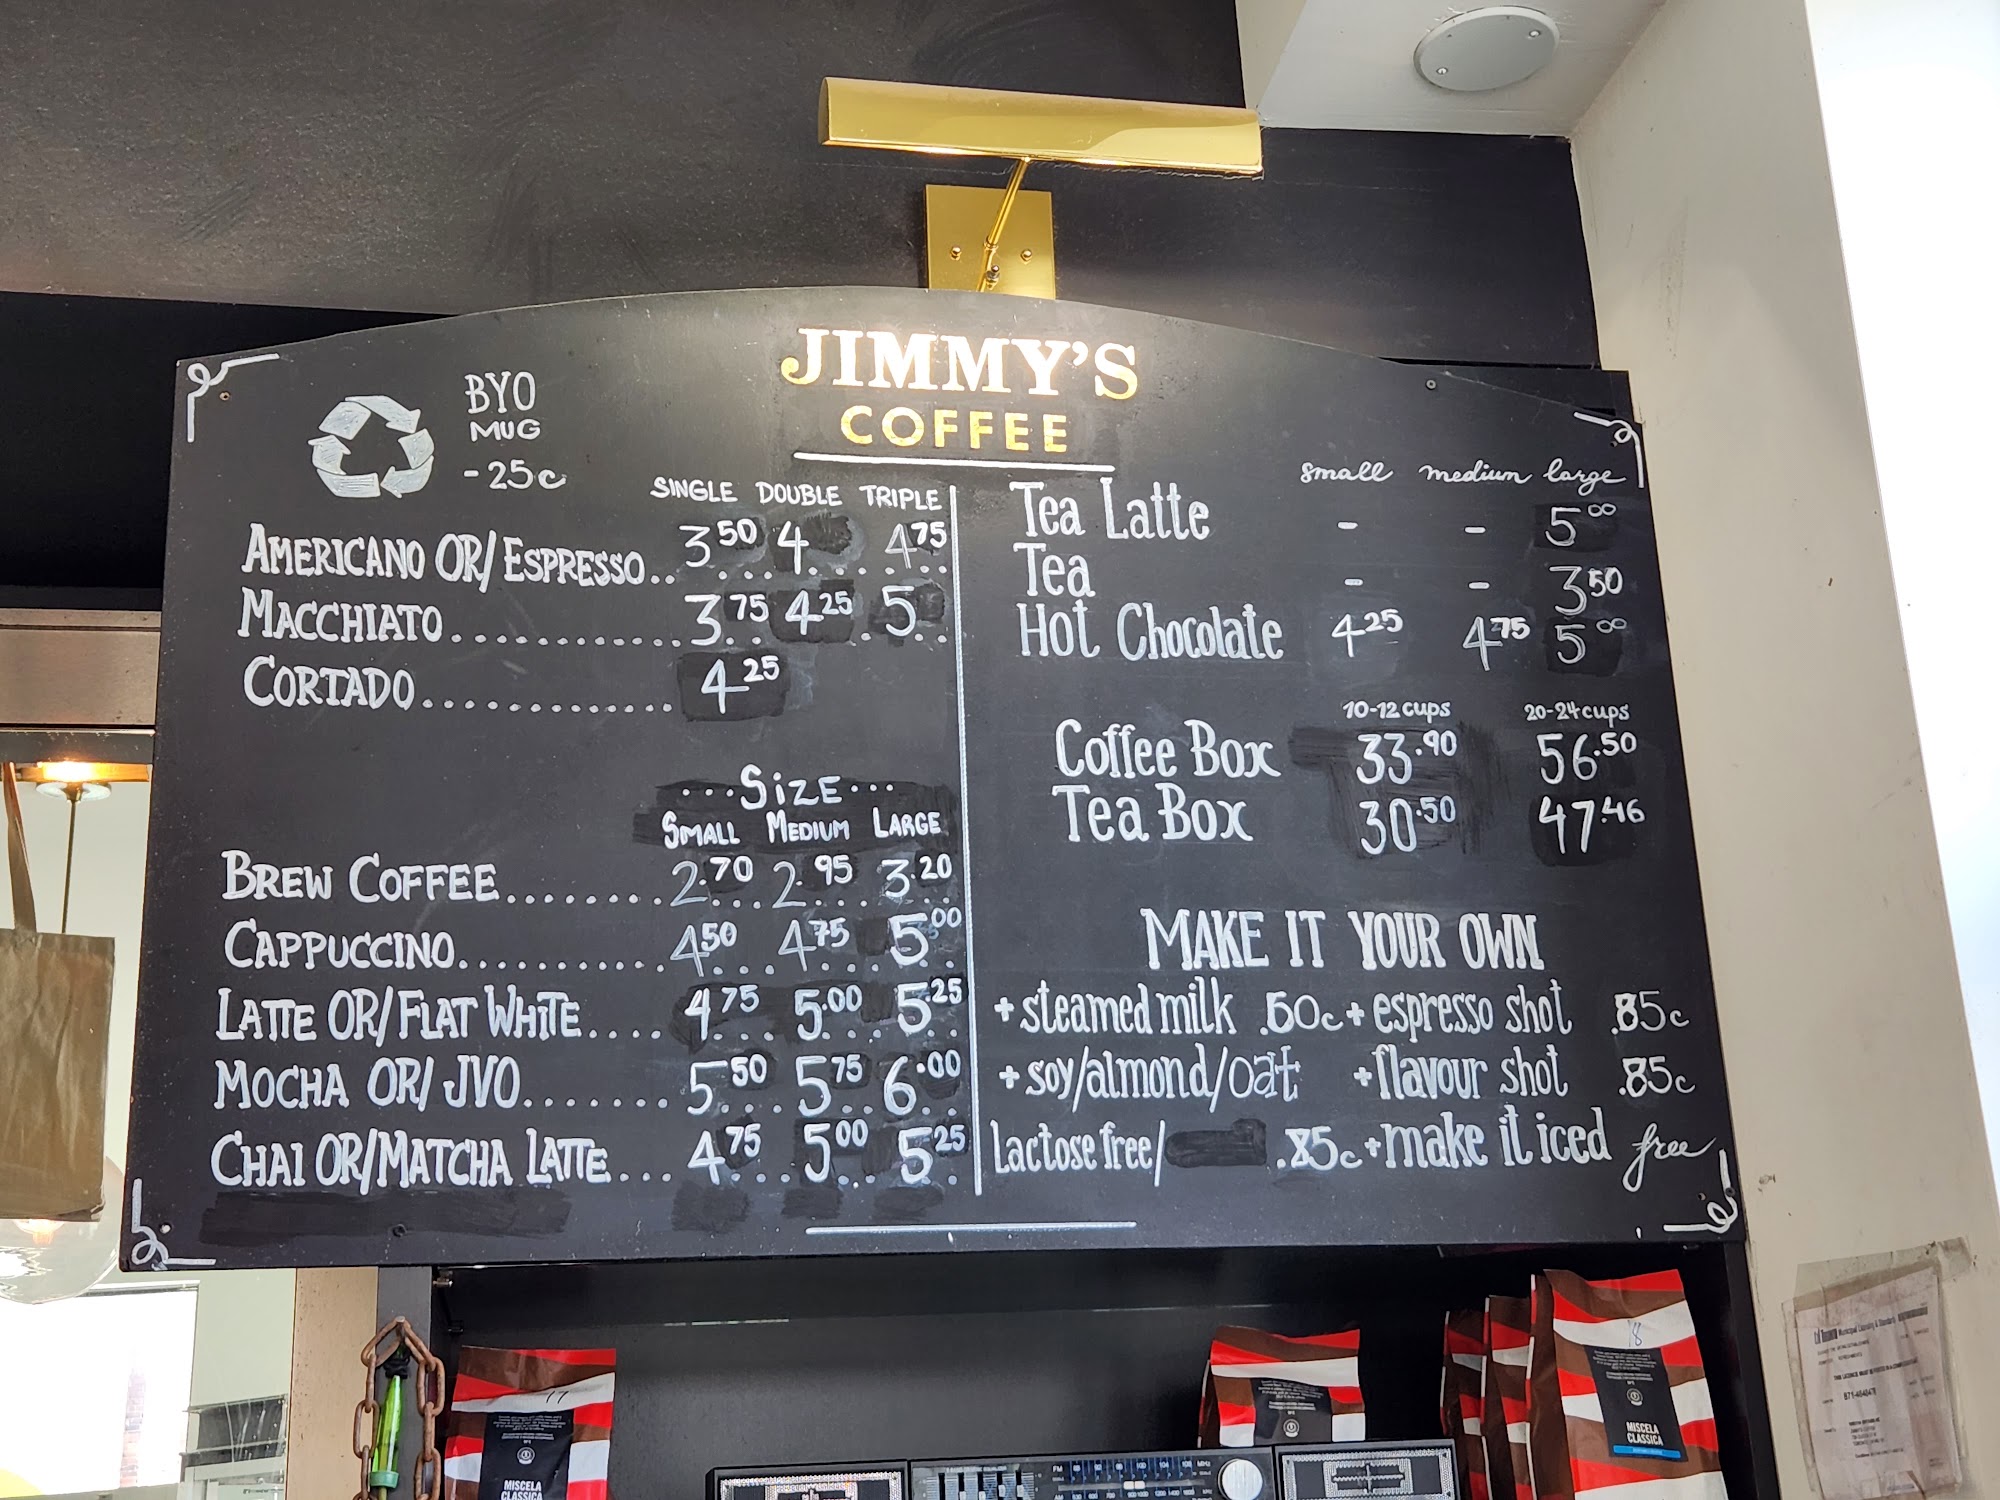 JIMMY'S
COFFEE
BYO
MUG
-25c
SINGLE DOUBLE TRIPLE
AMERICANO OR/ESPRESSO.. 3.50 4 4.75
MACCHIATO............ 3.75 4.25 5
CORTADO............. 4.25
...SIZE...
SMALL MEDIUM LARGE
BREW COFFEE........ 2.70 2.95 3.20
CAPPUCCINO........... 4.50 4.75 5.00
LATTE OR/FLAT WHITE.... 4.75 5.00 5.25
MOCHA OR/JVO........ 5.50 5.75 6.00
CHAI OR/MATCHA LATTE... 4.75 5.00 5.25
small medium large
Tea Latte - - 5.00
Tea - - 3.50
Hot Chocolate 4.25 4.75 5.00
10-12 cups 20-24 cups
Coffee Box 33.90 56.50
Tea Box 30.50 47.46
MAKE IT YOUR OWN
+ steamed milk .60c + espresso shot .85c
+ soy/almond/oat + flavour shot .85c
Lactose free/ .85c + make it iced free
17
MISCELA
CLASSICA
18
MISCELA
CLASSICA
FM
AM